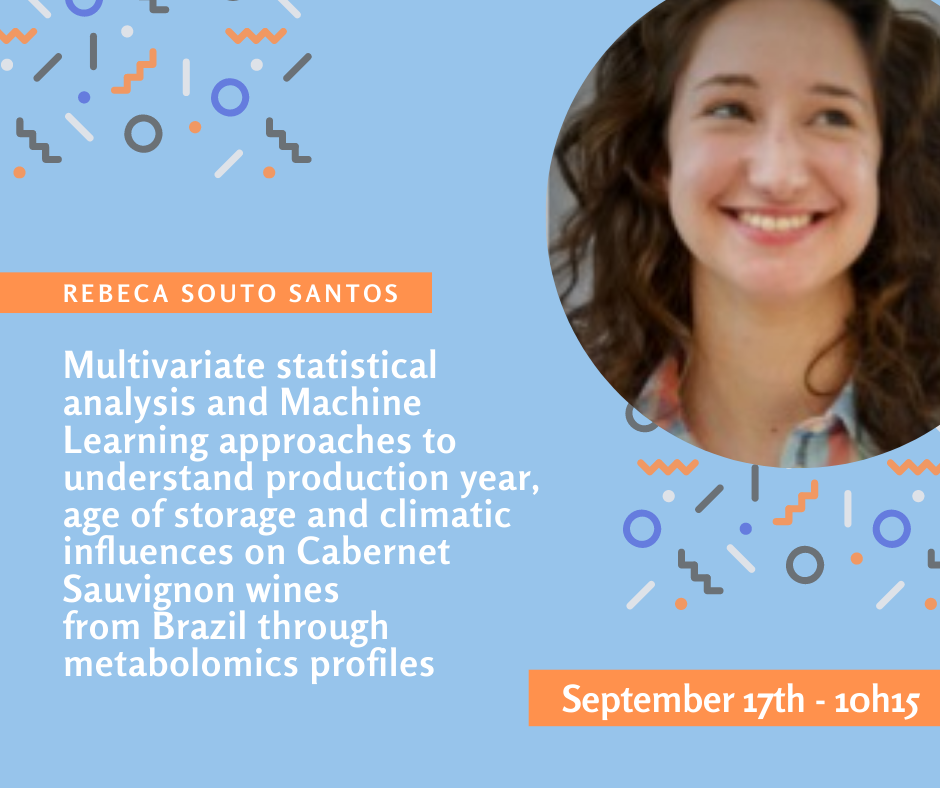 REBECA SOUTO SANTOS
Multivariate statistical
analysis and Machine
Learning approaches to
understand production year,
age of storage and climatic
influences on Cabernet
Sauvignon wines
from Brazil through
metabolomics profiles
September 17th - 10h15